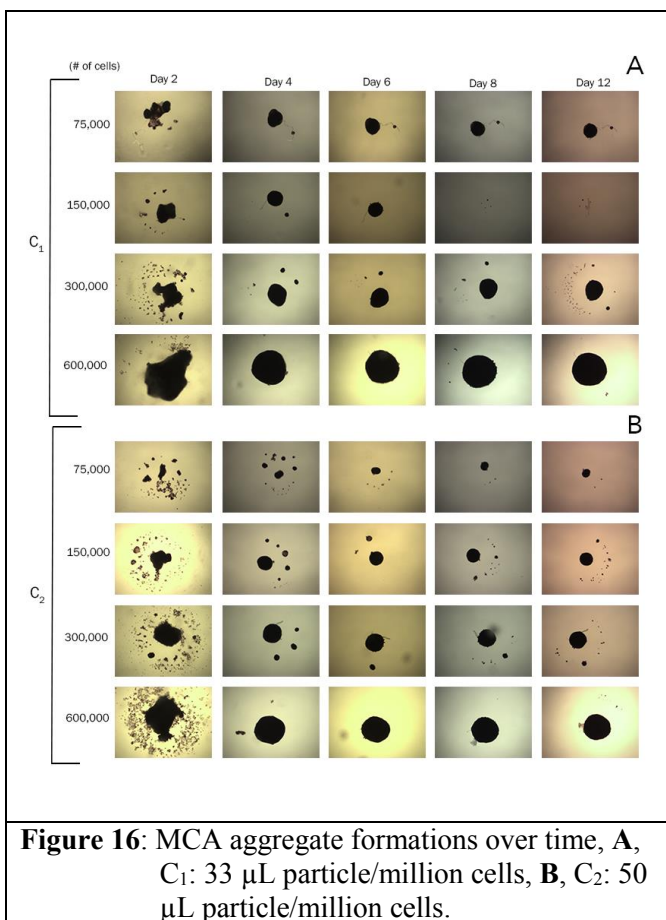 (# of cells)
Day 2 Day 4 Day 6 Day 8 Day 12 A
75,000
150,000
C₁
300,000
600,000
B
75,000
150,000
C₂
300,000
600,000
Figure 16: MCA aggregate formations over time, A,
C₁: 33 µL particle/million cells, B, C₂: 50
µL particle/million cells.